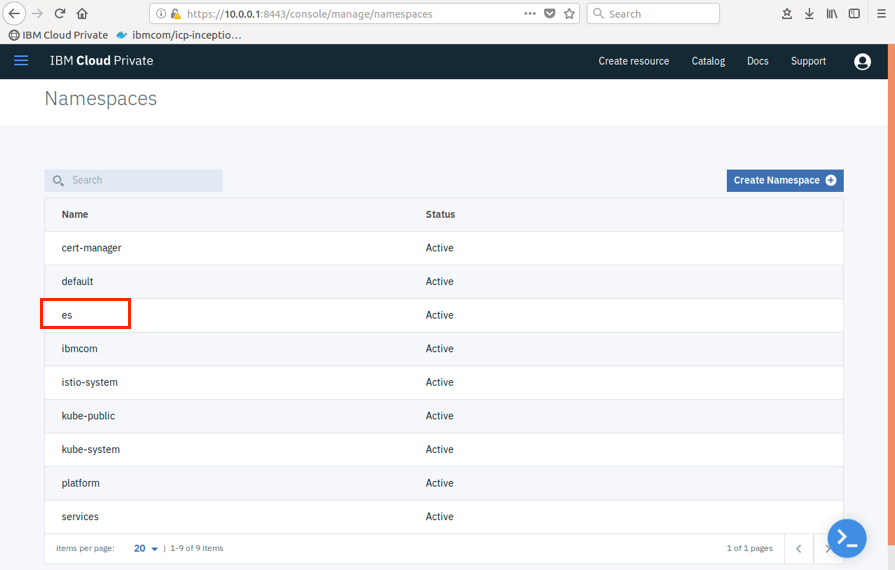 https://10.0.0.1:8443/console/manage/namespaces
Search
IBM Cloud Private
ibmcom/icp-inceptio...
IBM Cloud Private
Create resource
Catalog
Docs
Support
Namespaces
Search
Create Namespace
Name Status
cert-manager Active
default Active
es Active
ibmcom Active
istio-system Active
kube-public Active
kube-system Active
platform Active
services Active
items per page: 20 | 1-9 of 9 items 1 of 1 pages